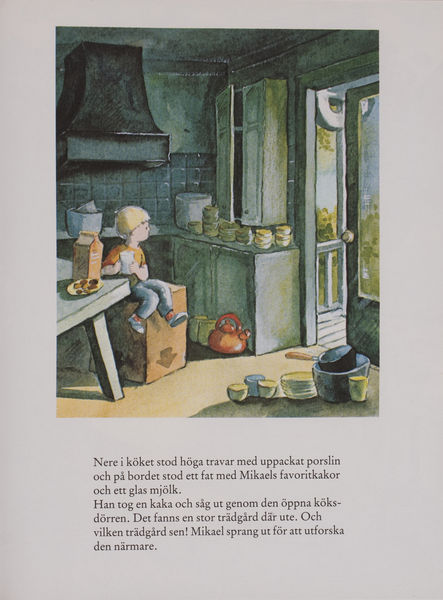 Nere i köket stod höga travar med uppackat porslin
och på bordet stod ett fat med Mikaels favoritkakor
och ett glas mjölk.
Han tog en kaka och såg ut genom den öppna köks-
dörren. Det fanns en stor trädgård där ute. Och
vilken trädgård sen! Mikael sprang ut för att utforska
den närmare.